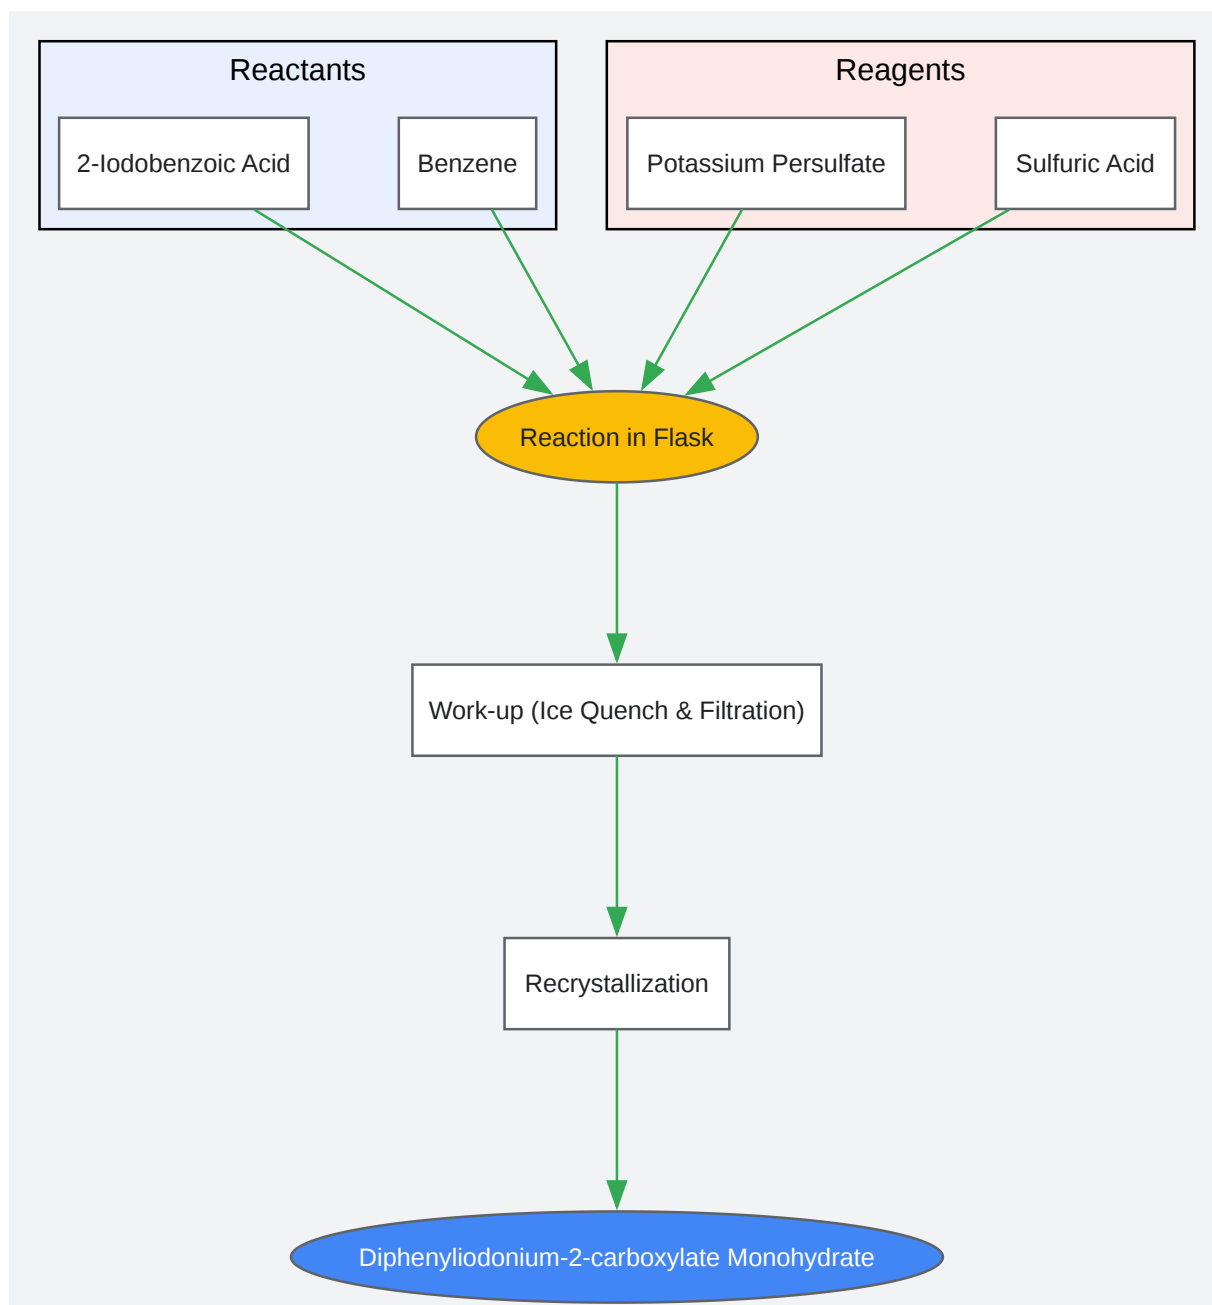 Reactants
Reagents
2-Iodobenzoic Acid
Benzene
Potassium Persulfate
Sulfuric Acid
Reaction in Flask
Work-up (Ice Quench & Filtration)
Recrystallization
Diphenyliodonium-2-carboxylate Monohydrate